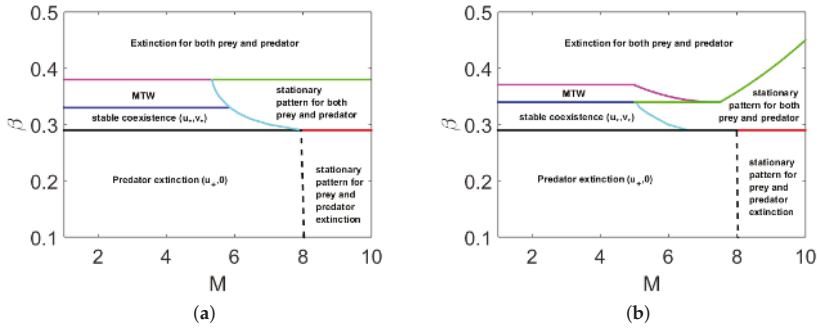 0.5
0.4
0.3
0.2
0.1
β
Extinction for both prey and predator
MTW
stationary
pattern for both
prey and predator
stable coexistence (u*,v*)
Predator extinction (u+,0)
stationary
pattern for
prey and
predator
extinction
2
4
6
8
10
M
(a)
0.5
0.4
0.3
0.2
0.1
β
Extinction for both prey and predator
MTW
stable coexistence (u*,v*)
stationary
pattern for both
prey and predator
Predator extinction (u+,0)
stationary
pattern for
prey and
predator
extinction
2
4
6
8
10
M
(b)